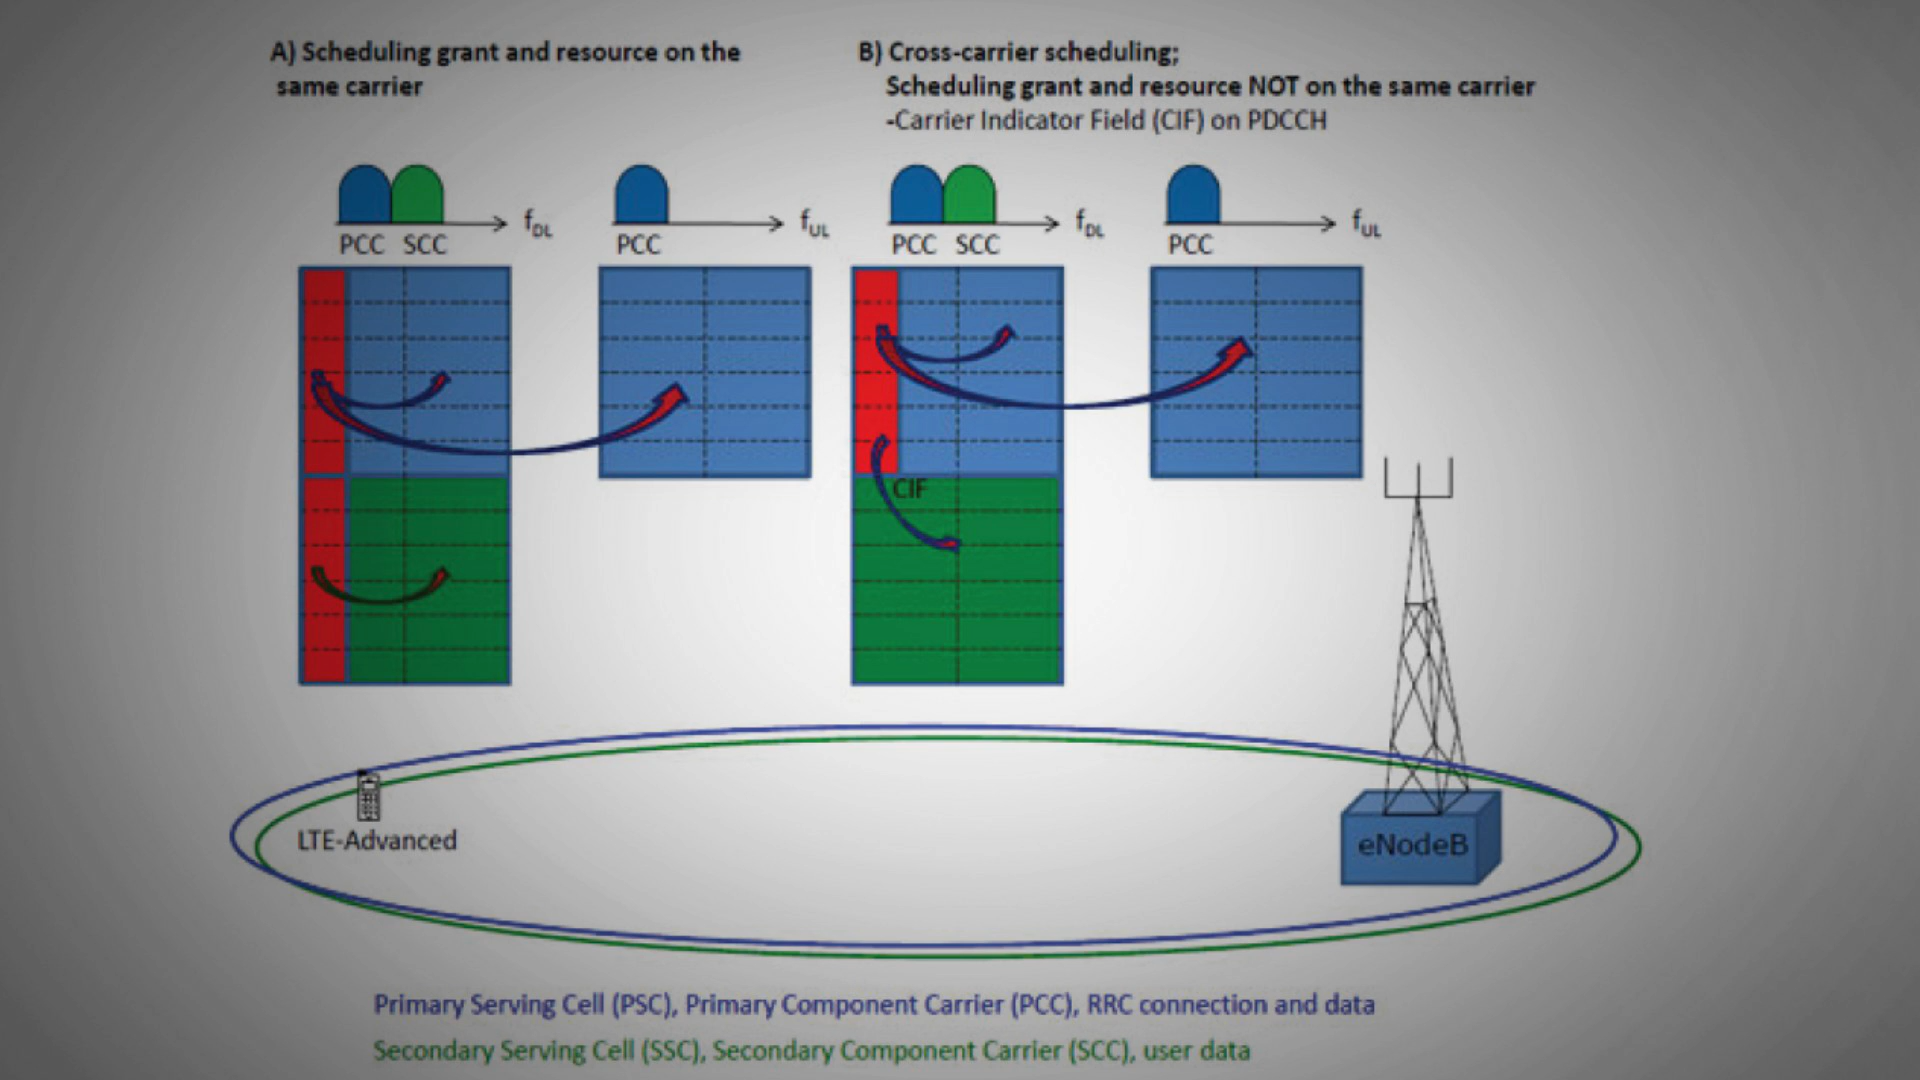 A) Scheduling grant and resource on the
same carrier
B) Cross-carrier scheduling;
Scheduling grant and resource NOT on the same carrier
-Carrier Indicator Field (CIF) on PDCCH
PCC SCC
fDL
PCC
fUL
PCC SCC
fDL
PCC
fUL
CIF
LTE-Advanced
eNodeB
Primary Serving Cell (PSC), Primary Component Carrier (PCC), RRC connection and data
Secondary Serving Cell (SSC), Secondary Component Carrier (SCC), user data